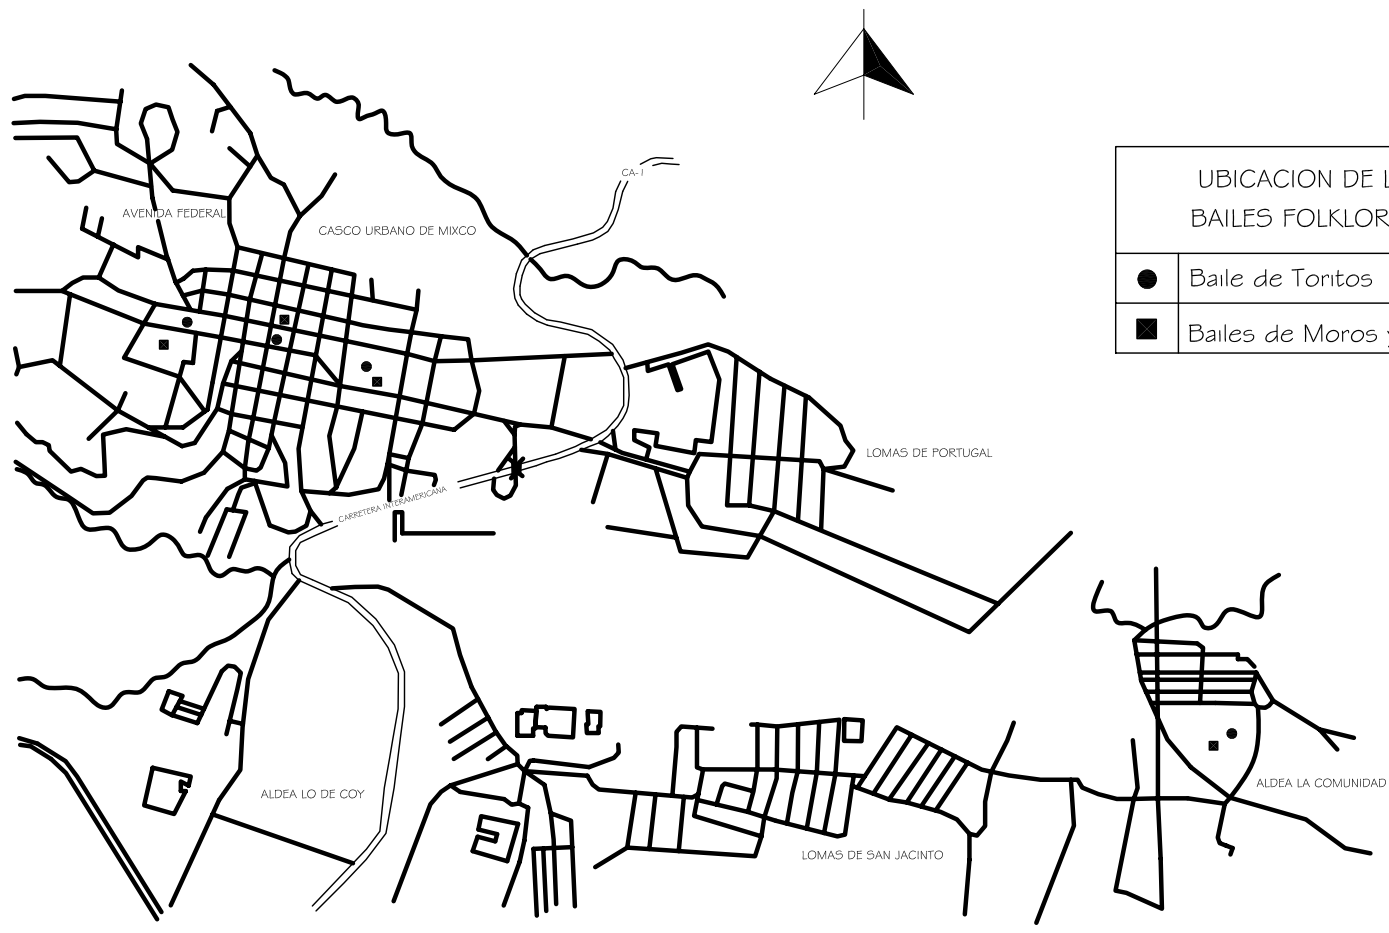 CA-1
UBICACION DE L
BAILES FOLKLOR
AVENIDA FEDERAL
CASCO URBANO DE MIXCO
Baile de Toritos
Bailes de Moros y
LOMAS DE PORTUGAL
CARRETERA INTERAMERICANA
ALDEA LA COMUNIDAD
ALDEA LO DE COY
LOMAS DE SAN JACINTO